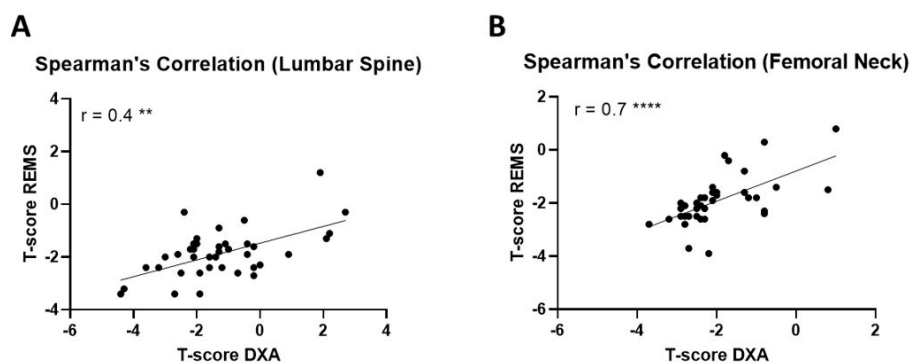 A
Spearman's Correlation (Lumbar Spine)
r = 0.4 **
T-score REMS
4
2
0
-2
-4
-6
-4
-2
0
2
4
T-score DXA
B
Spearman's Correlation (Femoral Neck)
r = 0.7 ****
T-score REMS
2
0
-2
-4
-6
-6
-4
-2
0
2
T-score DXA